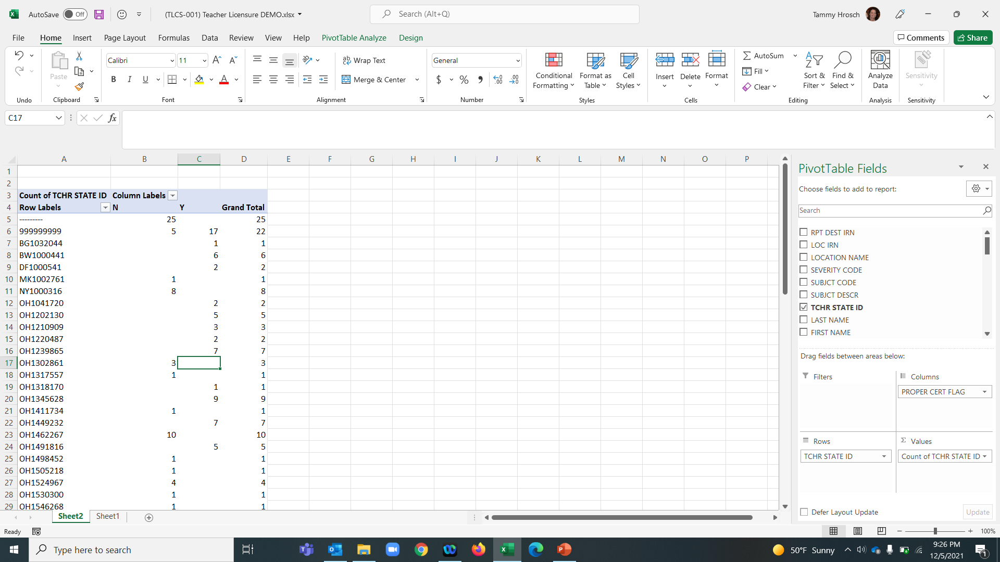 AutoSave Off (TLCS-001) Teacher Licensure DEMO.xlsx Search (Alt+Q) Tammy Hrosch
File Home Insert Page Layout Formulas Data Review View Help PivotTable Analyze Design Comments Share
Paste
Calibri 11
Wrap Text
Merge & Center
General
$ % 9
Conditional Formatting
Format as Table
Cell Styles
Insert Delete Format
AutoSum
Fill
Clear
Sort & Filter
Find & Select
Analyze Data
Sensitivity
Undo Clipboard Font Alignment Number Styles Cells Editing Analysis Sensitivity
C17 fx
A B C D E F G H I J K L M N O P
1
2
3 Count of TCHR STATE ID Column Labels
4 Row Labels N Y Grand Total
5 --------- 25 25
6 999999999 5 17 22
7 BG1032044 1 1
8 BW1000441 6 6
9 DF1000541 2 2
10 MK1002761 1 1
11 NY1000316 8 8
12 OH1041720 2 2
13 OH1202130 5 5
14 OH1210909 3 3
15 OH1220487 2 2
16 OH1239865 7 7
17 OH1302861 3 3
18 OH1317557 1 1
19 OH1318170 1 1
20 OH1345628 9 9
21 OH1411734 1 1
22 OH1449232 7 7
23 OH1462267 10 10
24 OH1491816 5 5
25 OH1498452 1 1
26 OH1505218 1 1
27 OH1524967 4 4
28 OH1530300 1 1
29 OH1546268 1 1
PivotTable Fields
Choose fields to add to report:
Search
RPT DEST IRN
LOC IRN
LOCATION NAME
SEVERITY CODE
SUBJCT CODE
SUBJCT DESCR
TCHR STATE ID
LAST NAME
FIRST NAME
Drag fields between areas below:
Filters
Columns
PROPER CERT FLAG
Rows
TCHR STATE ID
Values
Count of TCHR STATE ID
Defer Layout Update Update
Sheet2 Sheet1
Ready 100%
Type here to search
50°F Sunny
9:26 PM
12/5/2021
1